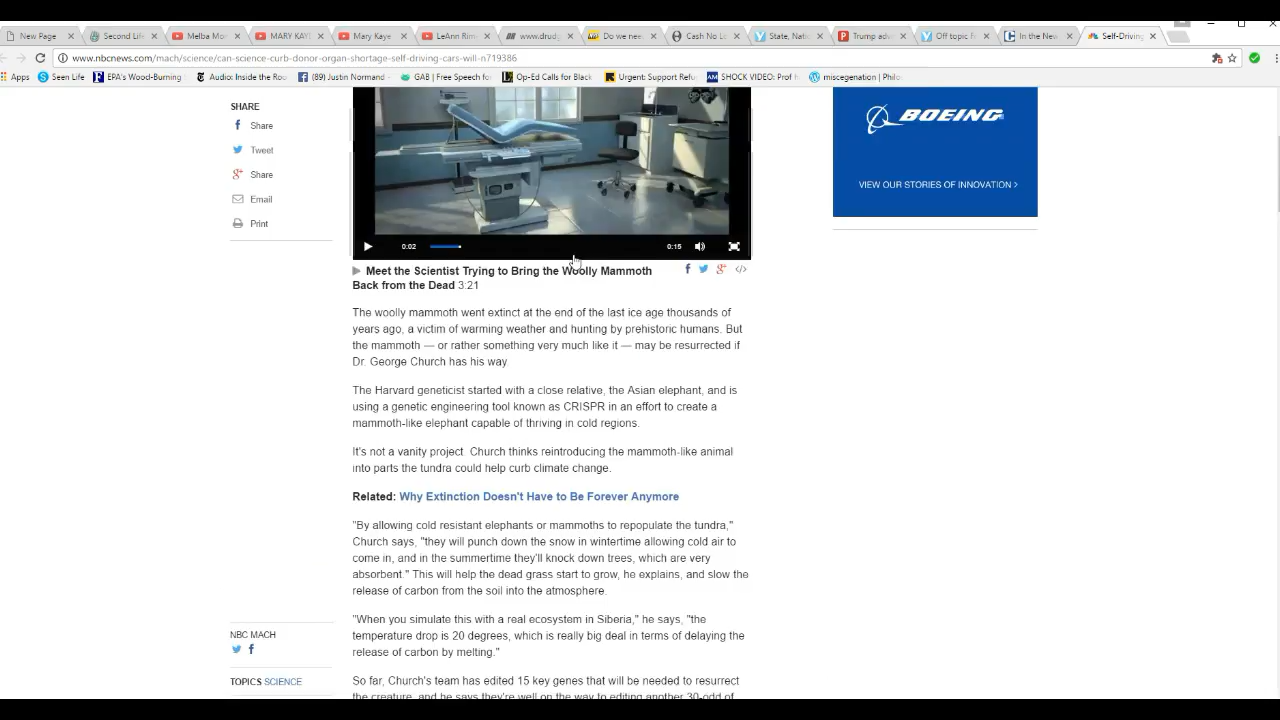 New Page
Second Life
Melba Mo
MARY KAY
Mary Kaye
LeAnn Rim
www.drud
Do we nee
Cash No L
State, Nati
Trump adv
Off topic f
In the New
Self-Driving
www.nbcnews.com/mach/science/can-science-curb-donor-organ-shortage-self-driving-cars-will-n719386
Apps
Seen Life
EPA's Wood-Burning
Audio: Inside the Ro
(89) Justin Normand
GAB | Free Speech fo
Op-Ed Calls for Black
Urgent: Support Refu
SHOCK VIDEO: Prof
miscegenation | Philo
SHARE
Share
Tweet
Share
Email
Print
BOEING
VIEW OUR STORIES OF INNOVATION >
0:02
0:15
Meet the Scientist Trying to Bring the Woolly Mammoth
Back from the Dead 3:21
The woolly mammoth went extinct at the end of the last ice age thousands of
years ago, a victim of warming weather and hunting by prehistoric humans. But
the mammoth — or rather something very much like it — may be resurrected if
Dr. George Church has his way.
The Harvard geneticist started with a close relative, the Asian elephant, and is
using a genetic engineering tool known as CRISPR in an effort to create a
mammoth-like elephant capable of thriving in cold regions.
It's not a vanity project. Church thinks reintroducing the mammoth-like animal
into parts the tundra could help curb climate change.
Related: Why Extinction Doesn't Have to Be Forever Anymore
"By allowing cold resistant elephants or mammoths to repopulate the tundra,"
Church says, "they will punch down the snow in wintertime allowing cold air to
come in, and in the summertime they'll knock down trees, which are very
absorbent." This will help the dead grass start to grow, he explains, and slow the
release of carbon from the soil into the atmosphere.
"When you simulate this with a real ecosystem in Siberia," he says, "the
temperature drop is 20 degrees, which is really big deal in terms of delaying the
release of carbon by melting."
So far, Church's team has edited 15 key genes that will be needed to resurrect
the creature, and he says they're well on the way to editing another 30-odd of
NBC MACH
TOPICS SCIENCE